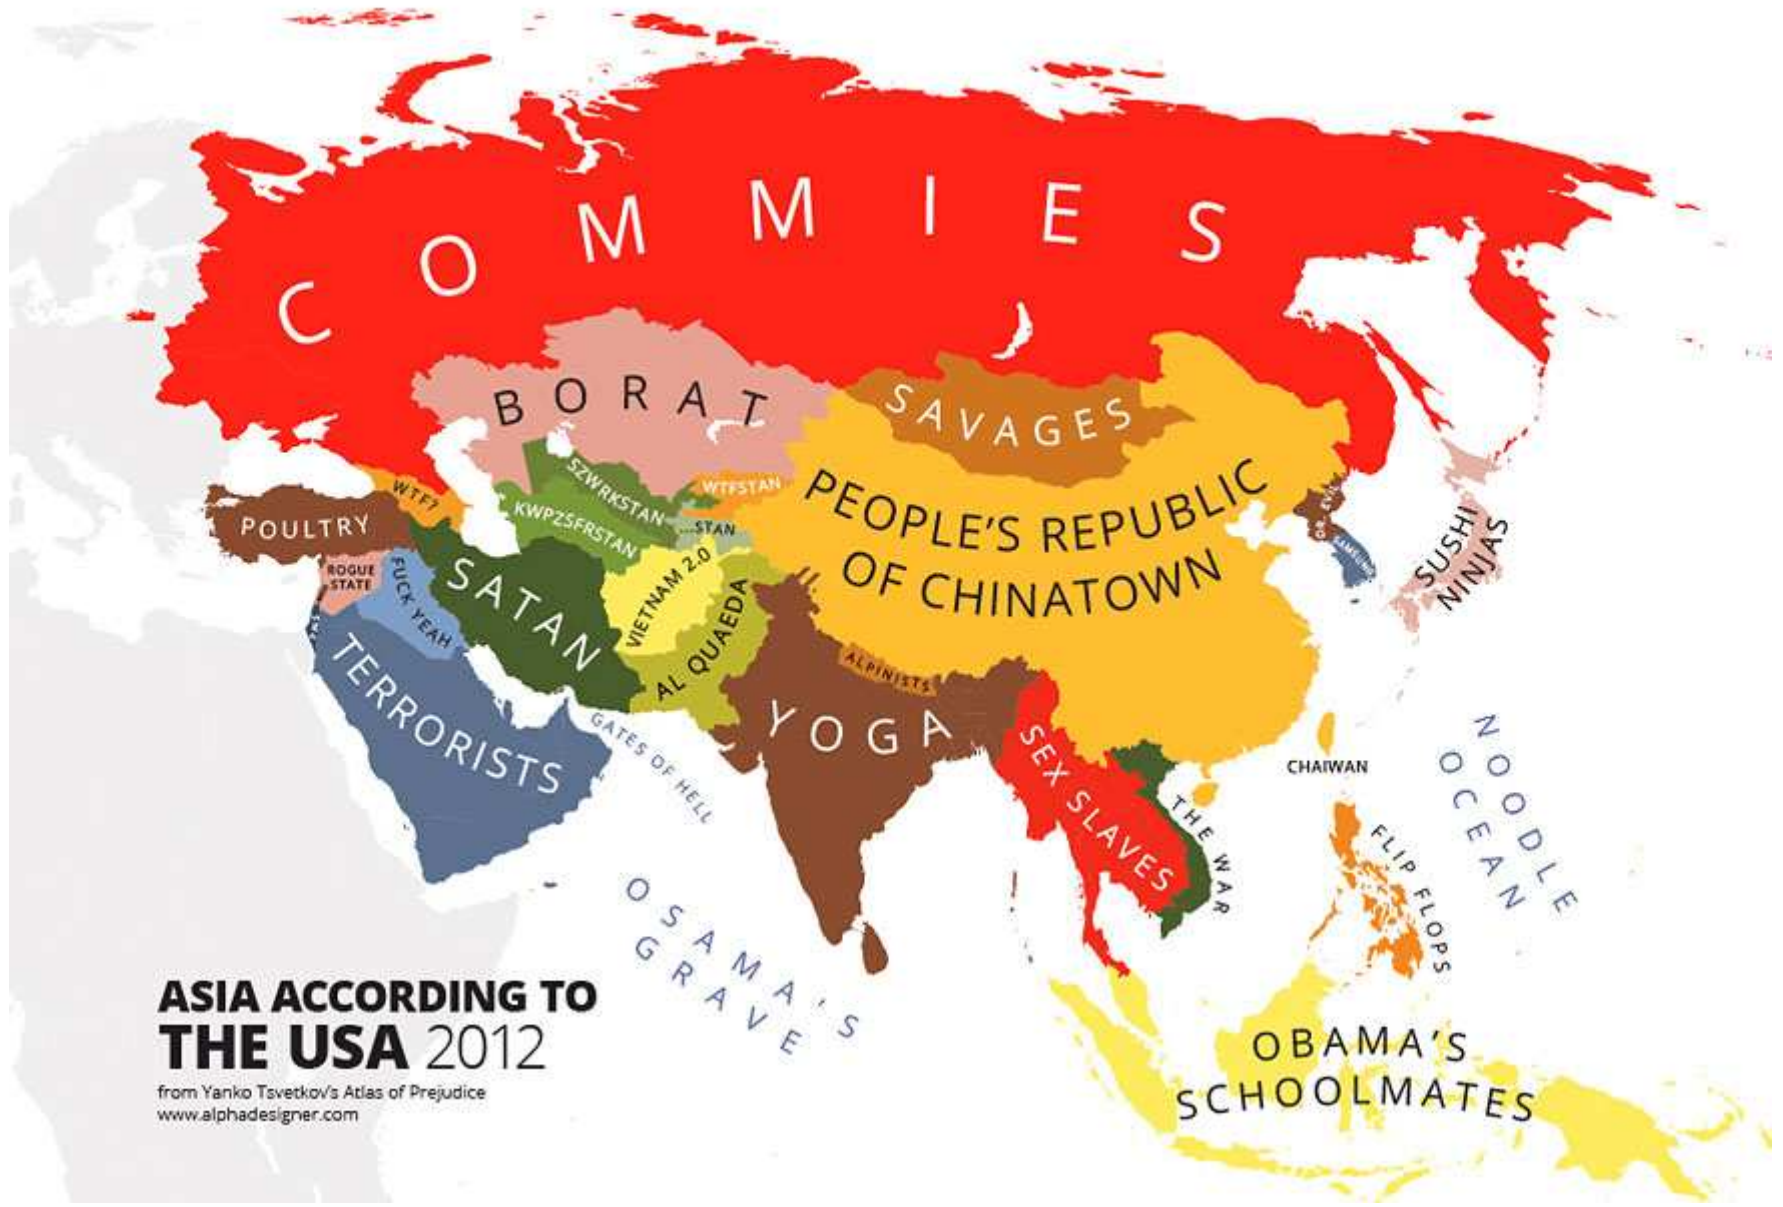 COMMIES
BORAT
SAVAGES
WTF?
SZWRKSTAN
WTFSTAN
KWPZSFRSTAN
...STAN
POULTRY
PEOPLE'S REPUBLIC
OF CHINATOWN
DR. EVIL
SAMSUNG
SUSHI
NINJAS
ROGUE
STATE
FUCK YEAH
SATAN
VIETNAM 2.0
AL QUAEDA
TERRORISTS
ALPINISTS
GATES OF HELL
YOGA
SEX SLAVES
THE WAR
CHAIWAN
NOODLE
OCEAN
FLIP FLOPS
OSAMA'S
GRAVE
OBAMA'S
SCHOOLMATES
ASIA ACCORDING TO
THE USA 2012
from Yanko Tsvetkov's Atlas of Prejudice
www.alphadesigner.com